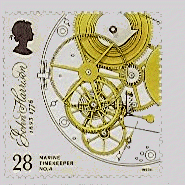 John Harrison
1693-1776
28
MARINE
TIMEKEEPER
NO.4